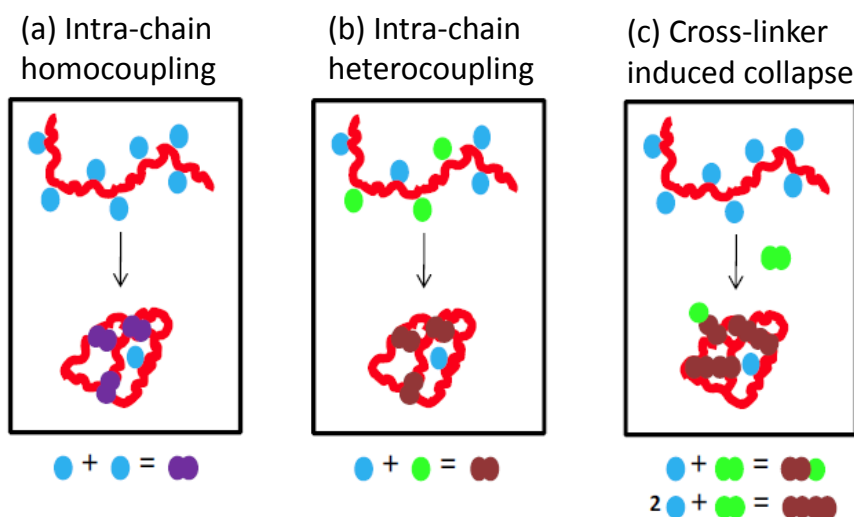 (a) Intra-chain
homocoupling
(b) Intra-chain
heterocoupling
(c) Cross-linker
induced collapse
+ =
+ =
+ =
2 + =